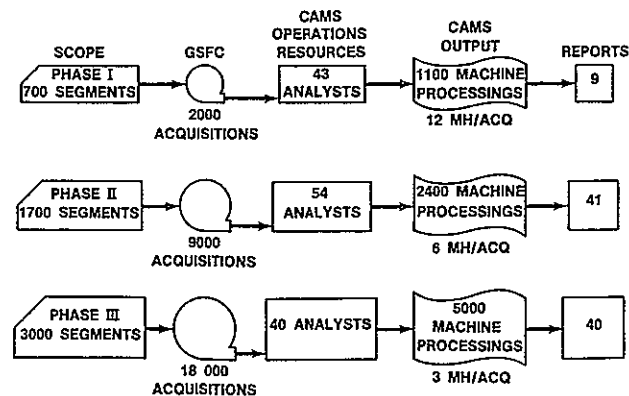 SCOPE
GSFC
CAMS
OPERATIONS
RESOURCES
CAMS
OUTPUT
REPORTS
PHASE I
700 SEGMENTS
2000
ACQUISITIONS
43
ANALYSTS
1100 MACHINE
PROCESSINGS
12 MH/ACQ
9
PHASE II
1700 SEGMENTS
9000
ACQUISITIONS
54
ANALYSTS
2400 MACHINE
PROCESSINGS
6 MH/ACQ
41
PHASE III
3000 SEGMENTS
18 000
ACQUISITIONS
40 ANALYSTS
5000
MACHINE
PROCESSINGS
3 MH/ACQ
40